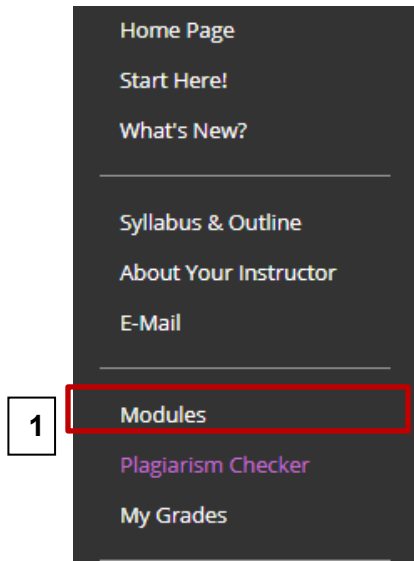 Home Page
Start Here!
What's New?
Syllabus & Outline
About Your Instructor
E-Mail
1
Modules
Plagiarism Checker
My Grades